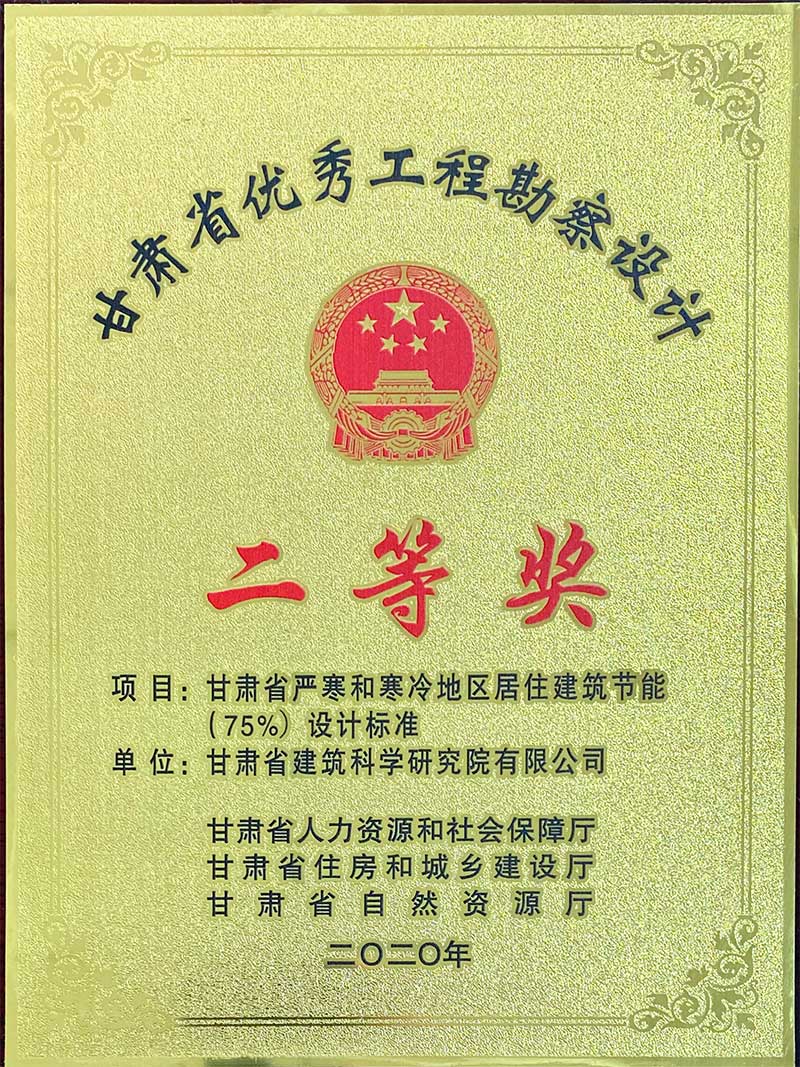 甘肃省优秀工程勘察设计
二等奖
项目：甘肃省严寒和寒冷地区居住建筑节能
（75%）设计标准
单位：甘肃省建筑科学研究院有限公司
甘肃省人力资源和社会保障厅
甘肃省住房和城乡建设厅
甘肃省自然资源厅
二〇二〇年